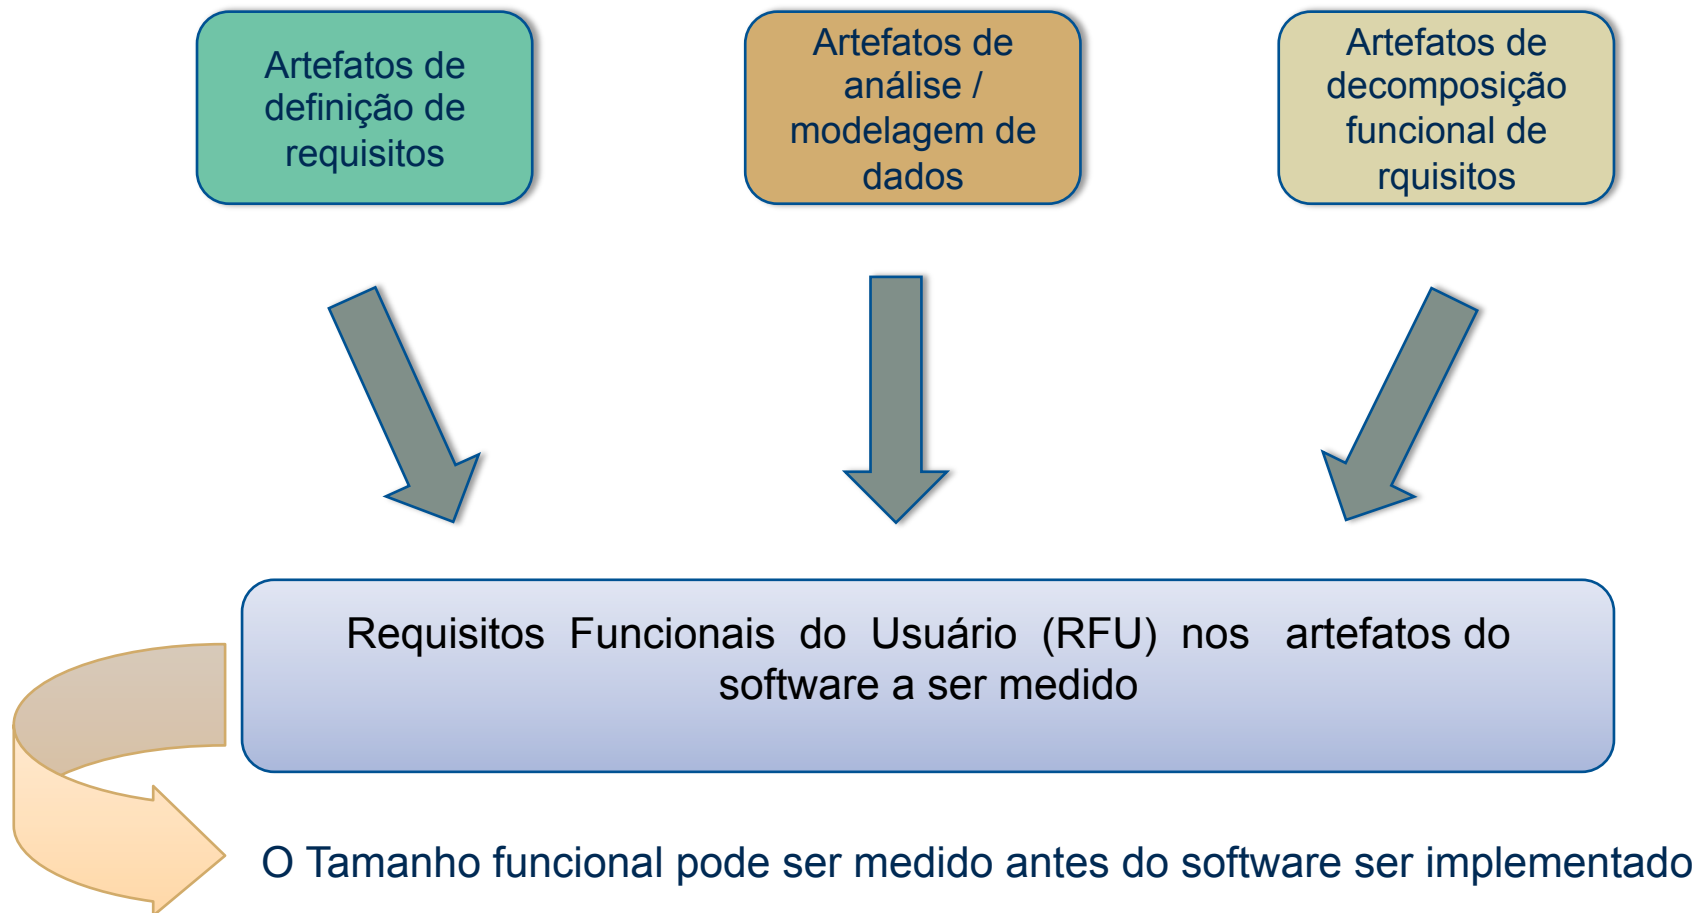 Artefatos de
definição de
requisitos
Artefatos de
análise /
modelagem de
dados
Artefatos de
decomposição
funcional de
rquisitos
Requisitos Funcionais do Usuário (RFU) nos artefatos do
software a ser medido
O Tamanho funcional pode ser medido antes do software ser implementado